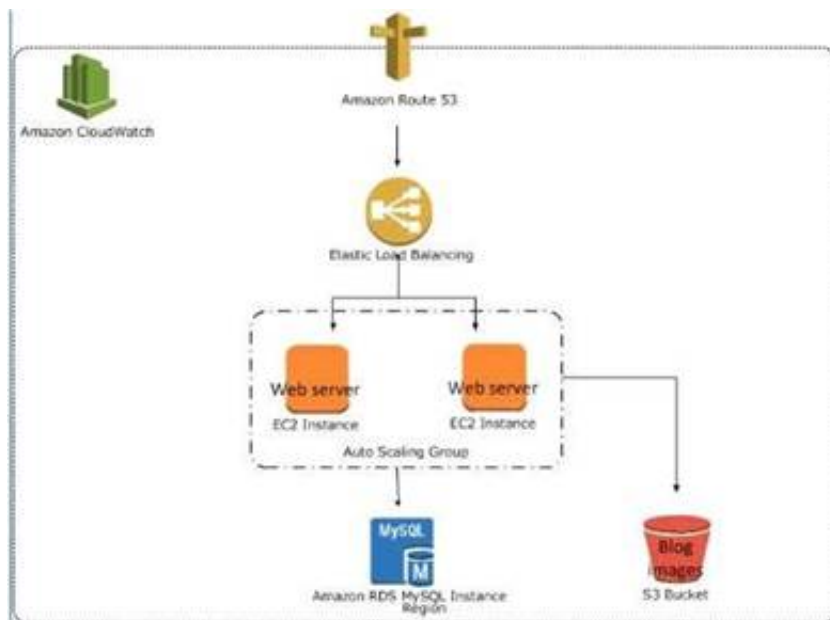 Amazon Route 53
Amazon CloudWatch
Elastic Load Balancing
Web server
EC2 Instance
Web server
EC2 Instance
Auto Scaling Group
MySQL
M
Amazon RDS MySQL Instance
Region
Blog
images
S3 Bucket